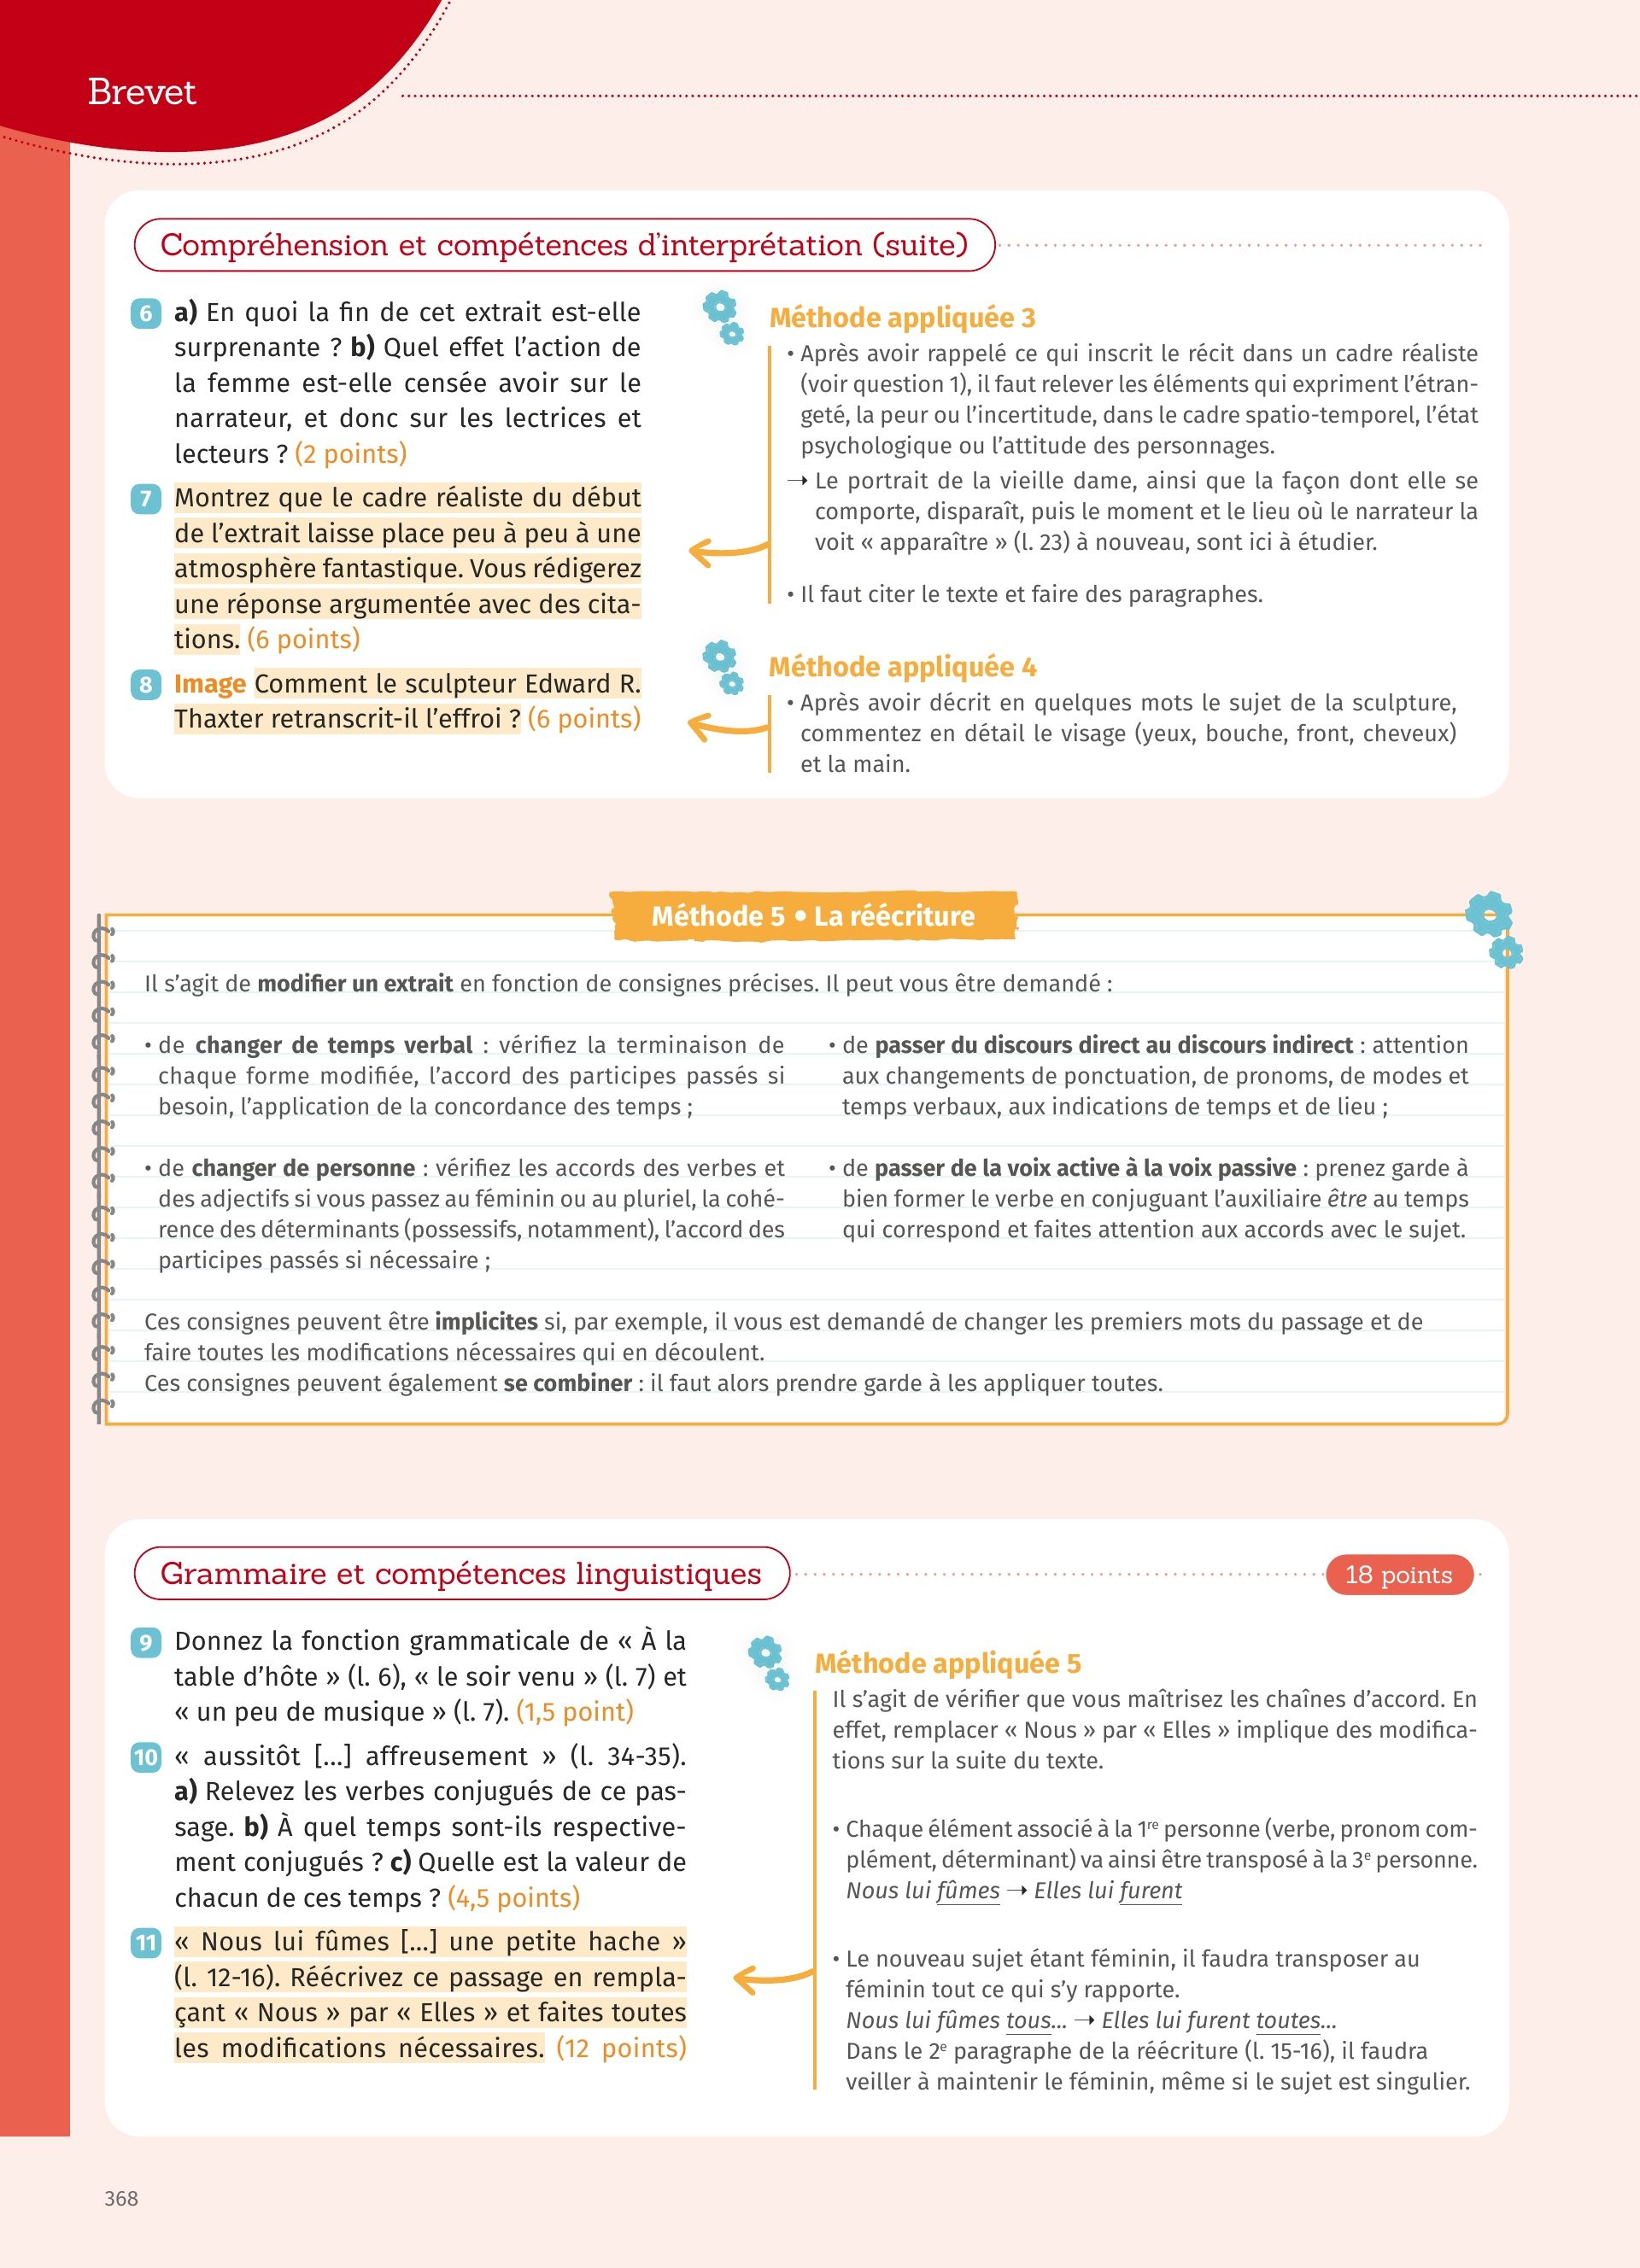 Brevet
Compréhension et compétences d'interprétation (suite)
6 a) En quoi la fin de cet extrait est-elle
surprenante ? b) Quel effet l'action de
la femme est-elle censée avoir sur le
narrateur, et donc sur les lectrices et
lecteurs ? (2 points)
7 Montrez que le cadre réaliste du début
de l'extrait laisse place peu à peu à une
atmosphère fantastique. Vous rédigerez
une réponse argumentée avec des cita-
tions. (6 points)
8 Image Comment le sculpteur Edward R.
Thaxter retranscrit-il l'effroi ? (6 points)
Méthode appliquée 3
• Après avoir rappelé ce qui inscrit le récit dans un cadre réaliste
(voir question 1), il faut relever les éléments qui expriment l'étran-
geté, la peur ou l'incertitude, dans le cadre spatio-temporel, l'état
psychologique ou l'attitude des personnages.
→ Le portrait de la vieille dame, ainsi que la façon dont elle se
comporte, disparaît, puis le moment et le lieu où le narrateur la
voit « apparaître » (l. 23) à nouveau, sont ici à étudier.
• Il faut citer le texte et faire des paragraphes.
Méthode appliquée 4
• Après avoir décrit en quelques mots le sujet de la sculpture,
commentez en détail le visage (yeux, bouche, front, cheveux)
et la main.
Méthode 5 • La réécriture
Il s'agit de modifier un extrait en fonction de consignes précises. Il peut vous être demandé :
• de changer de temps verbal : vérifiez la terminaison de
chaque forme modifiée, l'accord des participes passés si
besoin, l'application de la concordance des temps ;
• de changer de personne : vérifiez les accords des verbes et
des adjectifs si vous passez au féminin ou au pluriel, la cohé-
rence des déterminants (possessifs, notamment), l'accord des
participes passés si nécessaire ;
• de passer du discours direct au discours indirect : attention
aux changements de ponctuation, de pronoms, de modes et
temps verbaux, aux indications de temps et de lieu ;
• de passer de la voix active à la voix passive : prenez garde à
bien former le verbe en conjuguant l'auxiliaire être au temps
qui correspond et faites attention aux accords avec le sujet.
Ces consignes peuvent être implicites si, par exemple, il vous est demandé de changer les premiers mots du passage et de
faire toutes les modifications nécessaires qui en découlent.
Ces consignes peuvent également se combiner : il faut alors prendre garde à les appliquer toutes.
Grammaire et compétences linguistiques
18 points
9 Donnez la fonction grammaticale de « À la
table d'hôte » (l. 6), « le soir venu » (l. 7) et
« un peu de musique » (l. 7). (1,5 point)
10 « aussitôt [...] affreusement » (l. 34-35).
a) Relevez les verbes conjugués de ce pas-
sage. b) À quel temps sont-ils respective-
ment conjugués ? c) Quelle est la valeur de
chacun de ces temps ? (4,5 points)
11 « Nous lui fûmes [...] une petite hache »
(l. 12-16). Réécrivez ce passage en rempla-
çant « Nous » par « Elles » et faites toutes
les modifications nécessaires. (12 points)
Méthode appliquée 5
Il s'agit de vérifier que vous maîtrisez les chaînes d'accord. En
effet, remplacer « Nous » par « Elles » implique des modifica-
tions sur la suite du texte.
• Chaque élément associé à la 1re personne (verbe, pronom com-
plément, déterminant) va ainsi être transposé à la 3e personne.
Nous lui fûmes → Elles lui furent
• Le nouveau sujet étant féminin, il faudra transposer au
féminin tout ce qui s'y rapporte.
Nous lui fûmes tous... → Elles lui furent toutes...
Dans le 2e paragraphe de la réécriture (l. 15-16), il faudra
veiller à maintenir le féminin, même si le sujet est singulier.
368